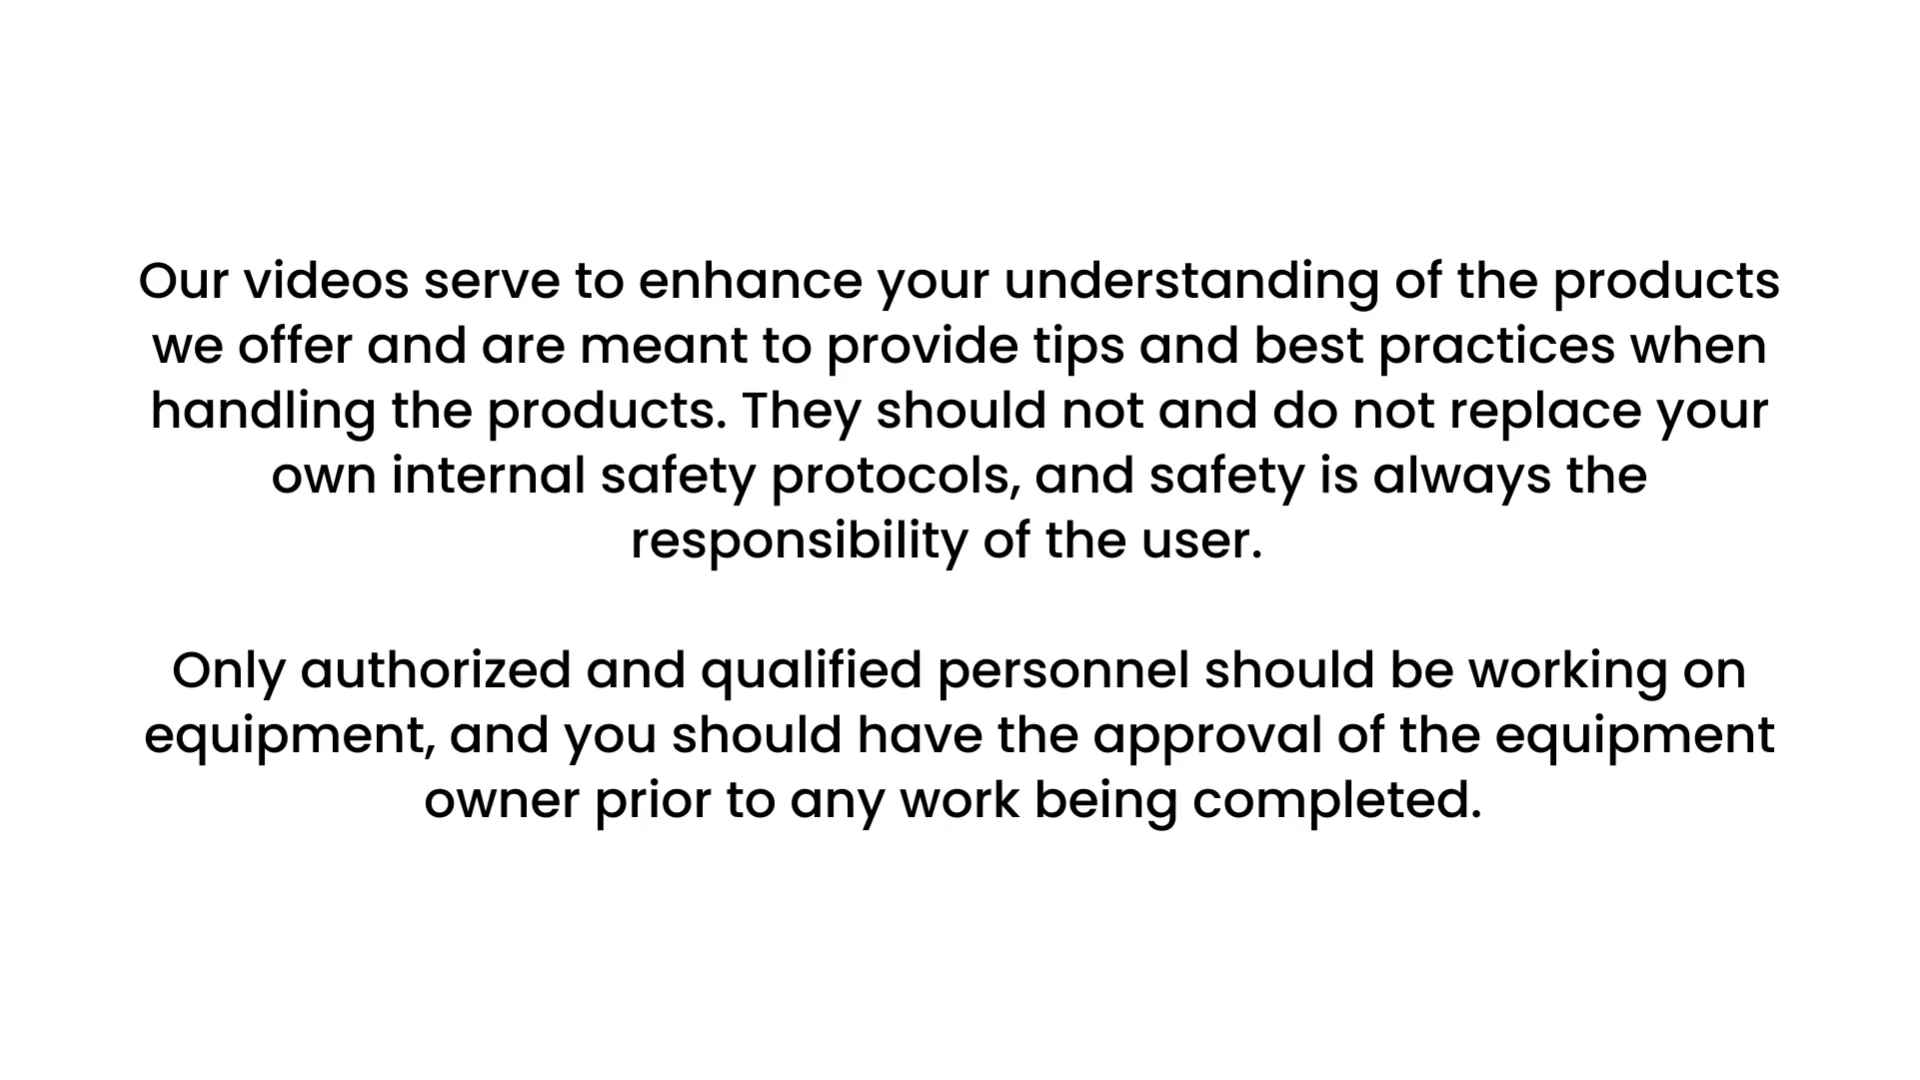 Our videos serve to enhance your understanding of the products
we offer and are meant to provide tips and best practices when
handling the products. They should not and do not replace your
own internal safety protocols, and safety is always the
responsibility of the user.
Only authorized and qualified personnel should be working on
equipment, and you should have the approval of the equipment
owner prior to any work being completed.